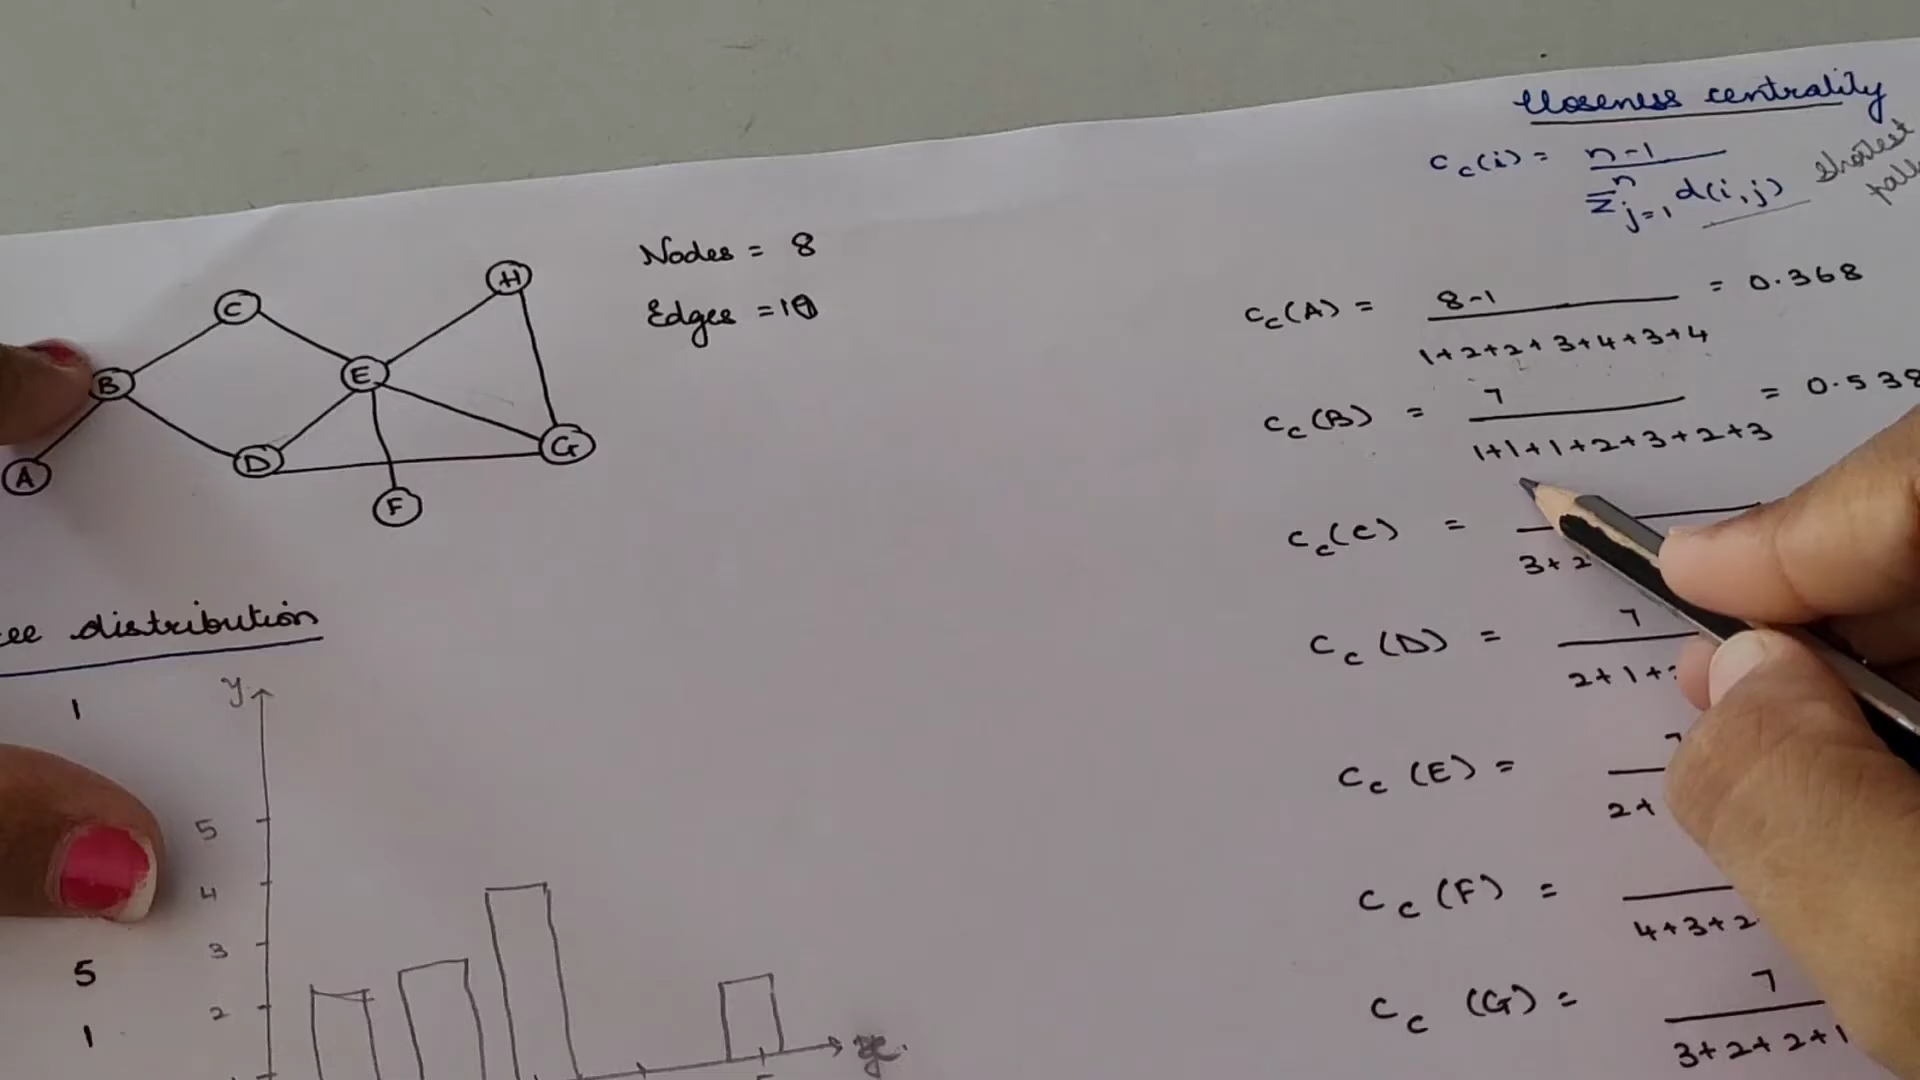 Closeness centrality
Cc(i) = n-1 / Σⁿj=1 d(i,j) shortest
Nodes = 8
Edges = 10
H
C
E
B
G
D
A
F
Cc(A) = 8-1 / 1+2+2+3+4+3+4 = 0.368
Cc(B) = 7 / 1+1+1+2+3+2+3 = 0.538
Cc(C) = 3+2
Cc(D) = 7 / 2+1+
Cc(E) = 7 / 2+
Cc(F) = 4+3+2
Cc(G) = 7 / 3+2+2+1
distribution
1
y
5
4
3
5
2
1